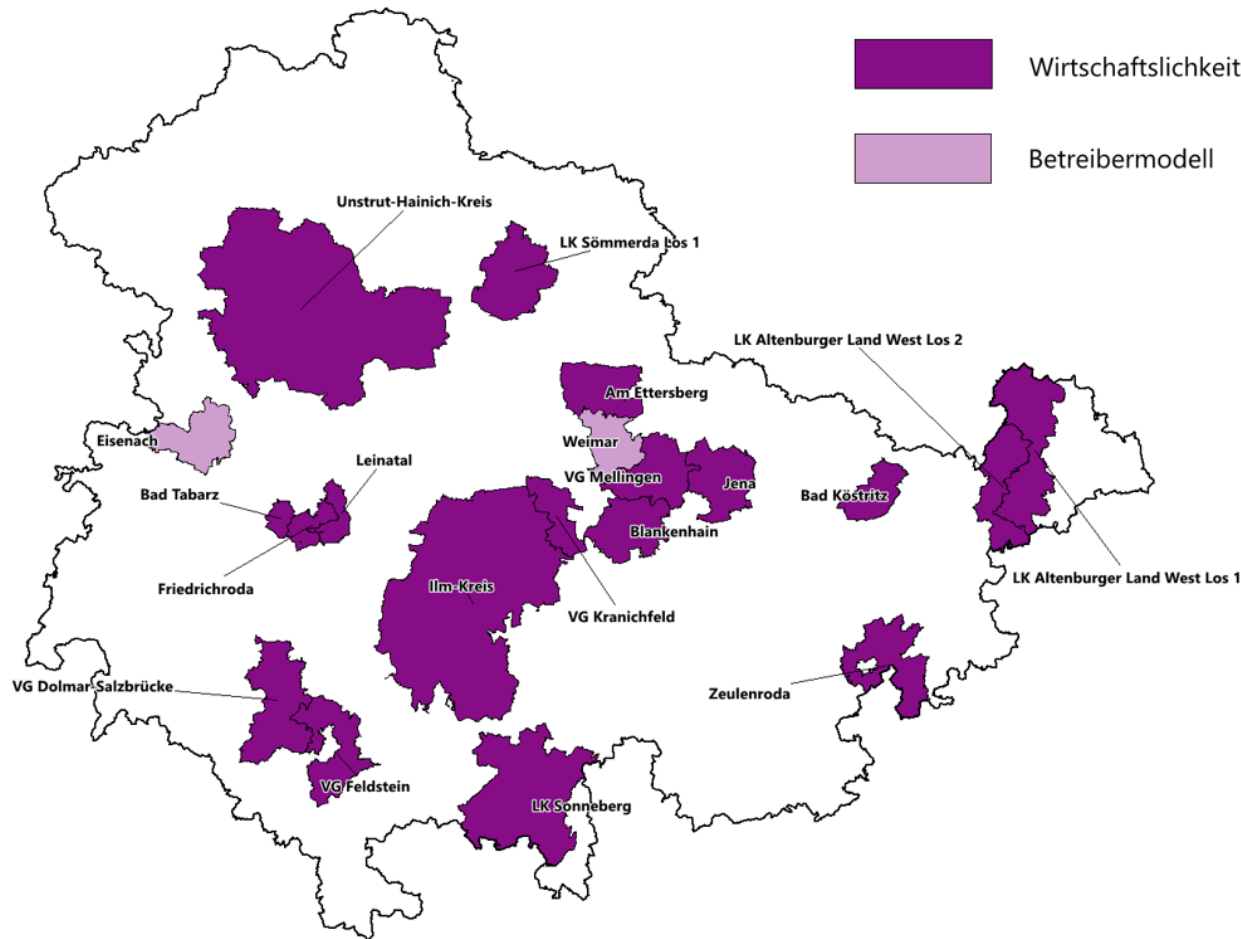 Wirtschaftslichkeit
Betreibermodell
Unstrut-Hainich-Kreis
LK Sömmerda Los 1
LK Altenburger Land West Los 2
Am Ettersberg
Eisenach
Weimar
Leinatal
VG Mellingen
Jena
Bad Tabarz
Bad Köstritz
Blankenhain
LK Altenburger Land West Los 1
Friedrichroda
Ilm-Kreis
VG Kranichfeld
VG Dolmar-Salzbrücke
Zeulenroda
VG Feldstein
LK Sonneberg